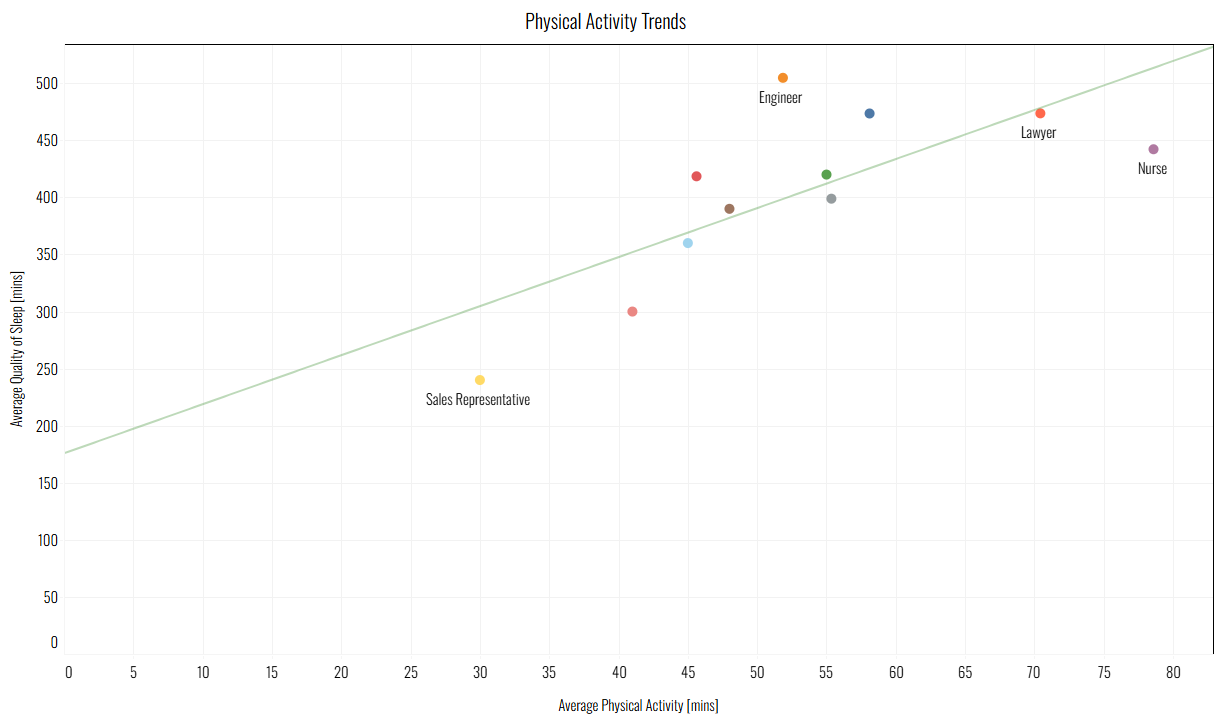 Physical Activity Trends
500
450
400
350
300
250
200
150
100
50
0
Average Quality of Sleep [mins]
Engineer
Lawyer
Nurse
Sales Representative
0 5 10 15 20 25 30 35 40 45 50 55 60 65 70 75 80
Average Physical Activity [mins]